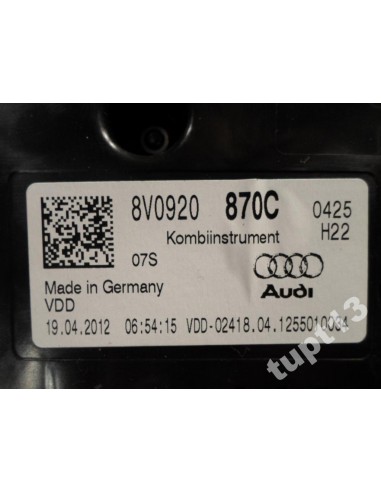 8V0920 870C 0425
Kombiinstrument H22
07S
Made in Germany
VDD
Audi
19.04.2012 06:54:15 VDD-02418.04.1255010034